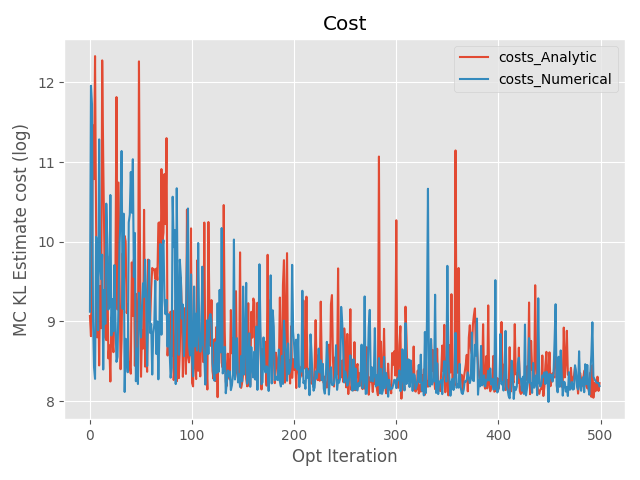 Cost
costs_Analytic
costs_Numerical
MC KL Estimate cost (log)
12
11
10
9
8
0
100
200
300
400
500
Opt Iteration